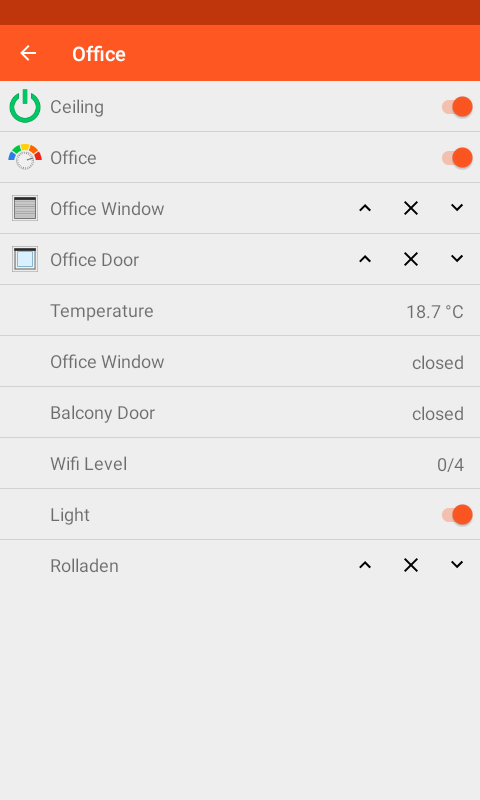 Office
Ceiling
Office
Office Window
Office Door
Temperature 18.7 °C
Office Window closed
Balcony Door closed
Wifi Level 0/4
Light
Rolladen